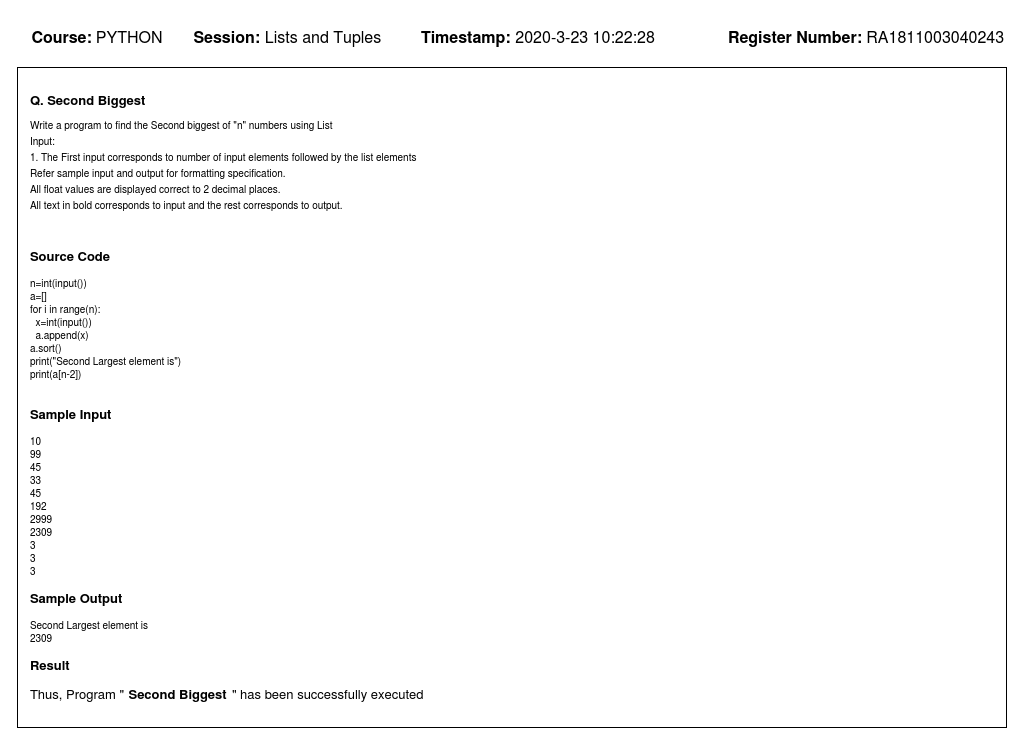 Course: PYTHON Session: Lists and Tuples Timestamp: 2020-3-23 10:22:28 Register Number: RA1811003040243
Q. Second Biggest
Write a program to find the Second biggest of "n" numbers using List
Input:
1. The First input corresponds to number of input elements followed by the list elements
Refer sample input and output for formatting specification.
All float values are displayed correct to 2 decimal places.
All text in bold corresponds to input and the rest corresponds to output.
Source Code
n=int(input())
a=[]
for i in range(n):
  x=int(input())
  a.append(x)
a.sort()
print("Second Largest element is")
print(a[n-2])
Sample Input
10
99
45
33
45
192
2999
2309
3
3
3
Sample Output
Second Largest element is
2309
Result
Thus, Program " Second Biggest " has been successfully executed